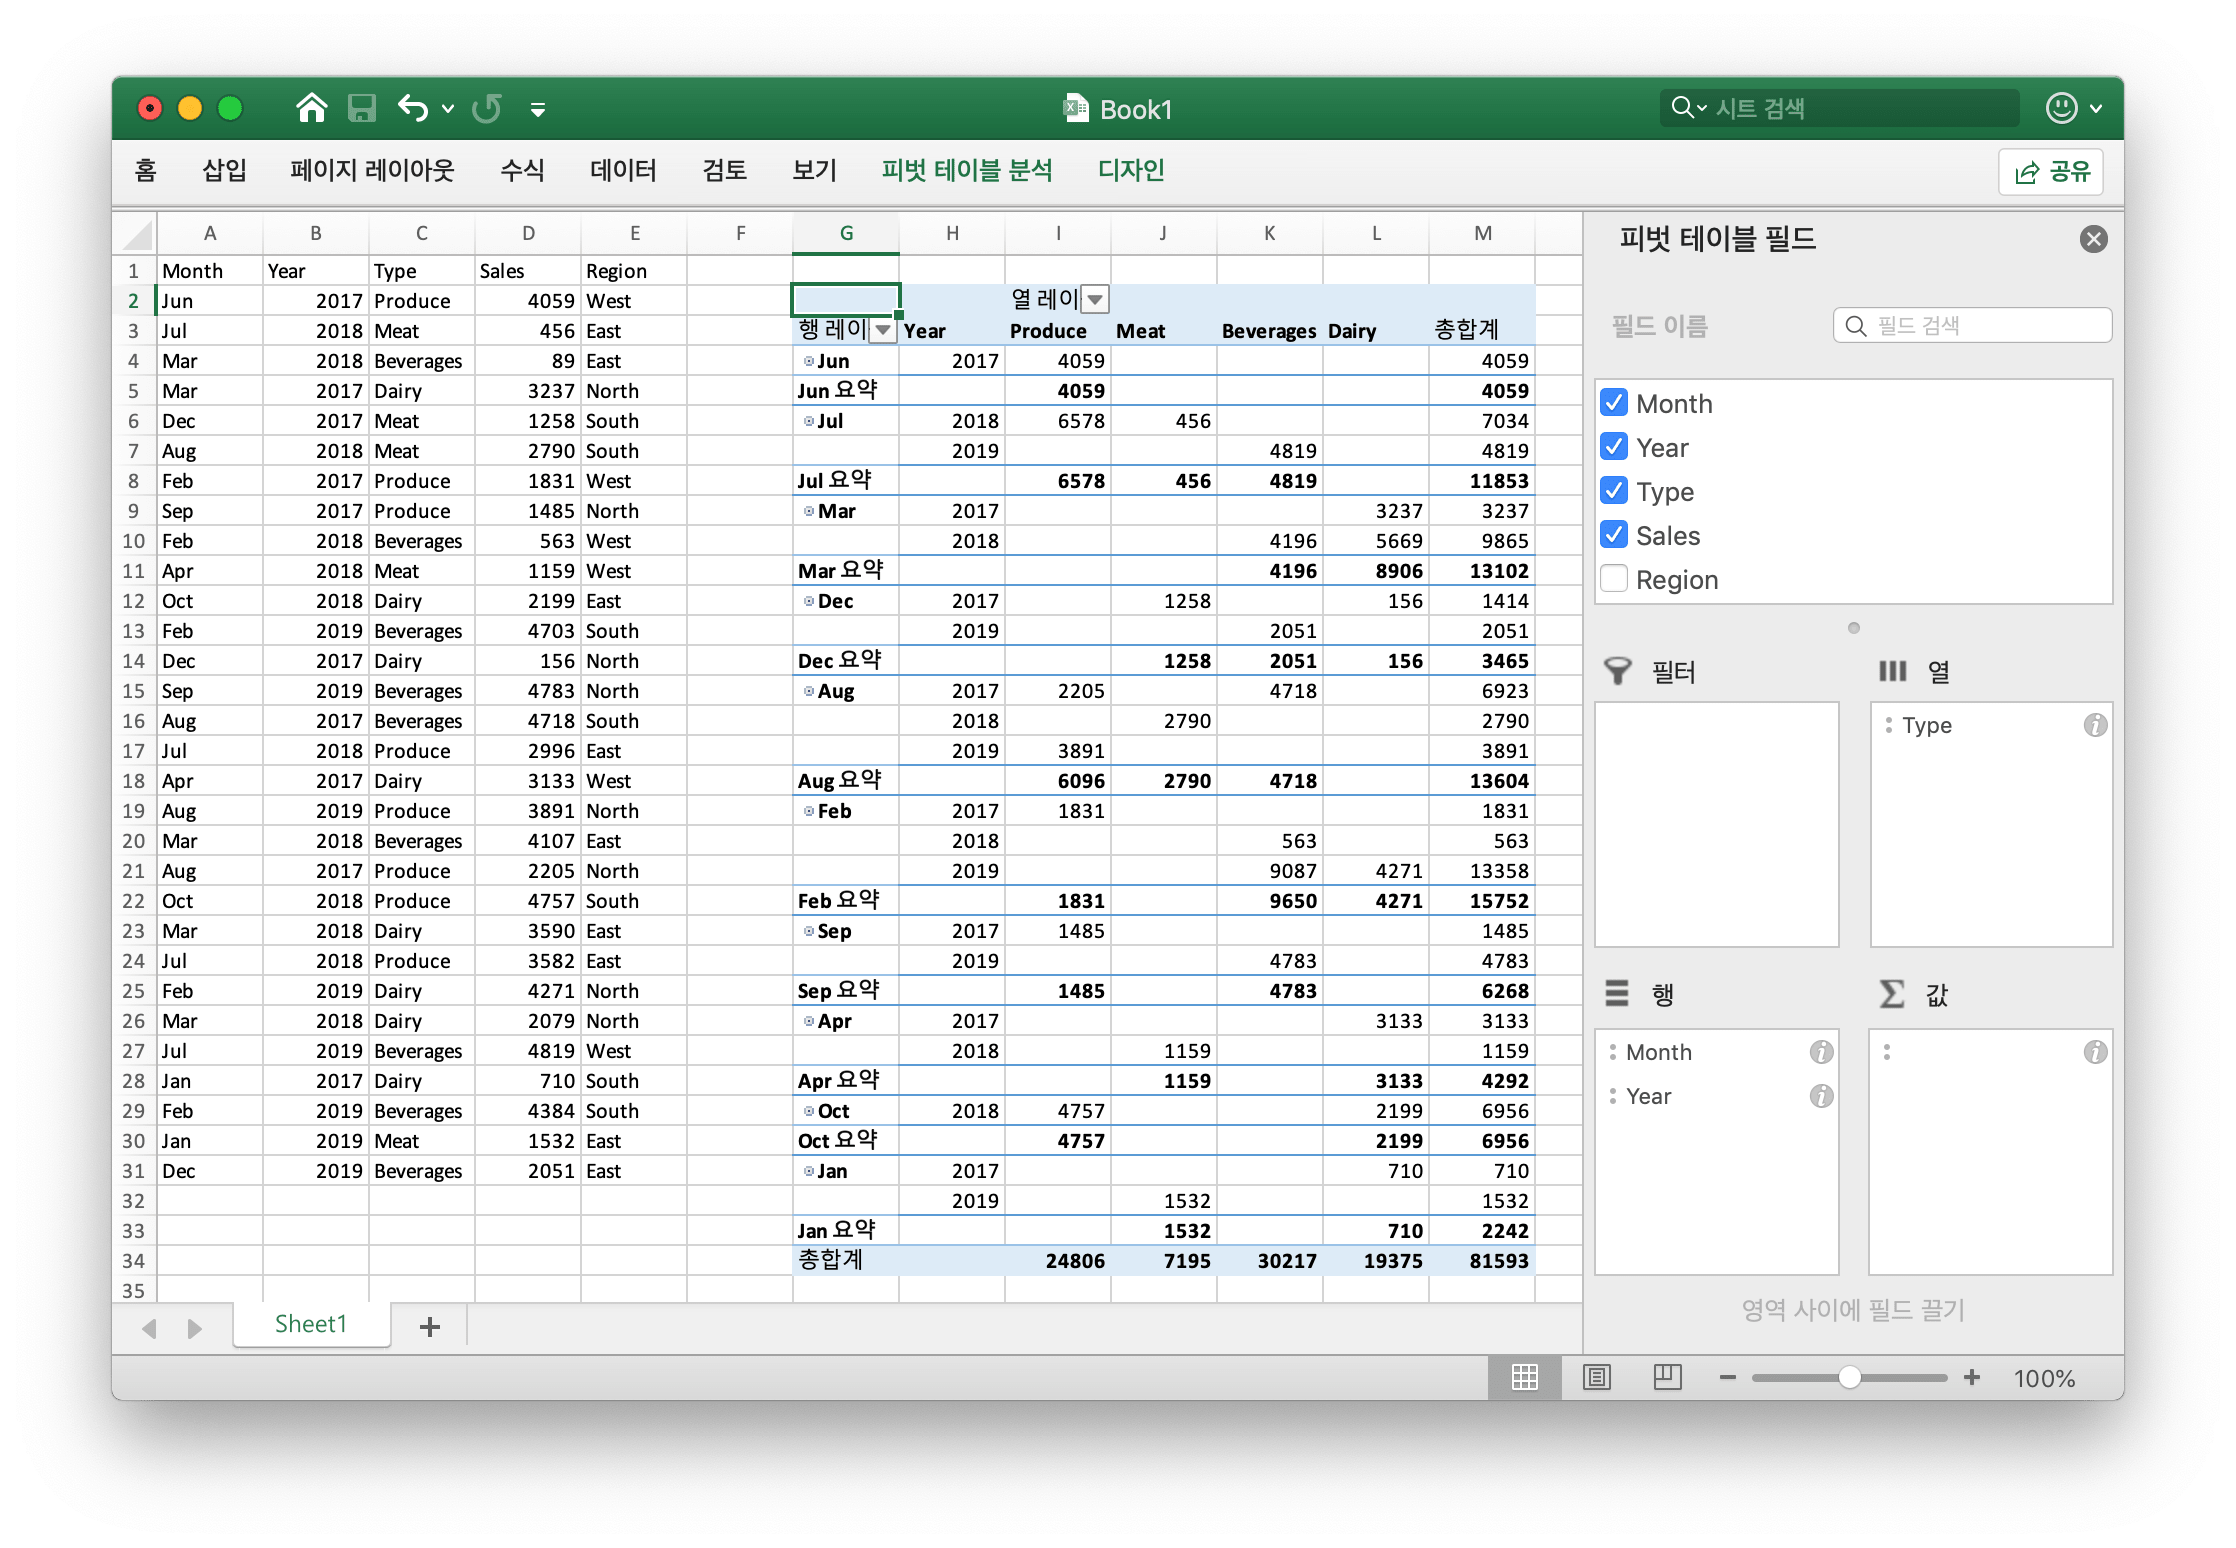 Book1
시트 검색
홈 삽입 페이지 레이아웃 수식 데이터 검토 보기 피벗 테이블 분석 디자인 공유
A B C D E F G H I J K L M
1 Month Year Type Sales Region
2 Jun 2017 Produce 4059 West 열 레이
3 Jul 2018 Meat 456 East 행 레이 Year Produce Meat Beverages Dairy 총합계
4 Mar 2018 Beverages 89 East Jun 2017 4059 4059
5 Mar 2017 Dairy 3237 North Jun 요약 4059 4059
6 Dec 2017 Meat 1258 South Jul 2018 6578 456 7034
7 Aug 2018 Meat 2790 South 2019 4819 4819
8 Feb 2017 Produce 1831 West Jul 요약 6578 456 4819 11853
9 Sep 2017 Produce 1485 North Mar 2017 3237 3237
10 Feb 2018 Beverages 563 West 2018 4196 5669 9865
11 Apr 2018 Meat 1159 West Mar 요약 4196 8906 13102
12 Oct 2018 Dairy 2199 East Dec 2017 1258 156 1414
13 Feb 2019 Beverages 4703 South 2019 2051 2051
14 Dec 2017 Dairy 156 North Dec 요약 1258 2051 156 3465
15 Sep 2019 Beverages 4783 North Aug 2017 2205 4718 6923
16 Aug 2017 Beverages 4718 South 2018 2790 2790
17 Jul 2018 Produce 2996 East 2019 3891 3891
18 Apr 2017 Dairy 3133 West Aug 요약 6096 2790 4718 13604
19 Aug 2019 Produce 3891 North Feb 2017 1831 1831
20 Mar 2018 Beverages 4107 East 2018 563 563
21 Aug 2017 Produce 2205 North 2019 9087 4271 13358
22 Oct 2018 Produce 4757 South Feb 요약 1831 9650 4271 15752
23 Mar 2018 Dairy 3590 East Sep 2017 1485 1485
24 Jul 2018 Produce 3582 East 2019 4783 4783
25 Feb 2019 Dairy 4271 North Sep 요약 1485 4783 6268
26 Mar 2018 Dairy 2079 North Apr 2017 3133 3133
27 Jul 2019 Beverages 4819 West 2018 1159 1159
28 Jan 2017 Dairy 710 South Apr 요약 1159 3133 4292
29 Feb 2019 Beverages 4384 South Oct 2018 4757 2199 6956
30 Jan 2019 Meat 1532 East Oct 요약 4757 2199 6956
31 Dec 2019 Beverages 2051 East Jan 2017 710 710
32 2019 1532 1532
33 Jan 요약 1532 710 2242
34 총합계 24806 7195 30217 19375 81593
35
피벗 테이블 필드
필드 이름 필드 검색
Month
Year
Type
Sales
Region
필터 열
Type
행 값
Month
Year
영역 사이에 필드 끌기
Sheet1
100%